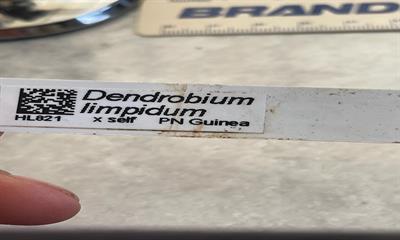 BRAND
Dendrobium
limpidum
HL821 x self PN Guinea